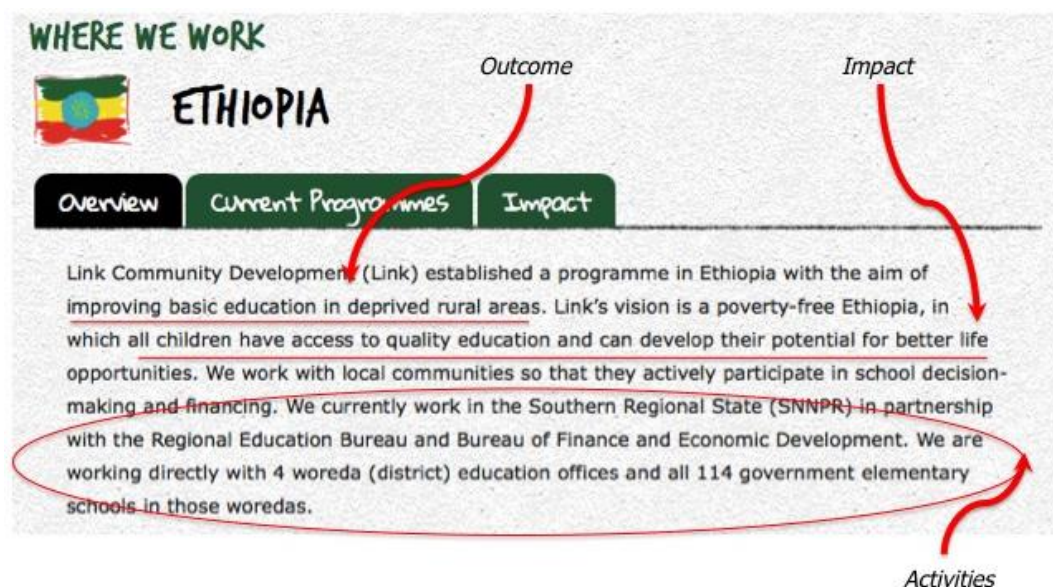 WHERE WE WORK
Outcome
Impact
ETHIOPIA
Overview
Current Programmes
Impact
Link Community Development (Link) established a programme in Ethiopia with the aim of
improving basic education in deprived rural areas. Link's vision is a poverty-free Ethiopia, in
which all children have access to quality education and can develop their potential for better life
opportunities. We work with local communities so that they actively participate in school decision-
making and financing. We currently work in the Southern Regional State (SNNPR) in partnership
with the Regional Education Bureau and Bureau of Finance and Economic Development. We are
working directly with 4 woreda (district) education offices and all 114 government elementary
schools in those woredas.
Activities